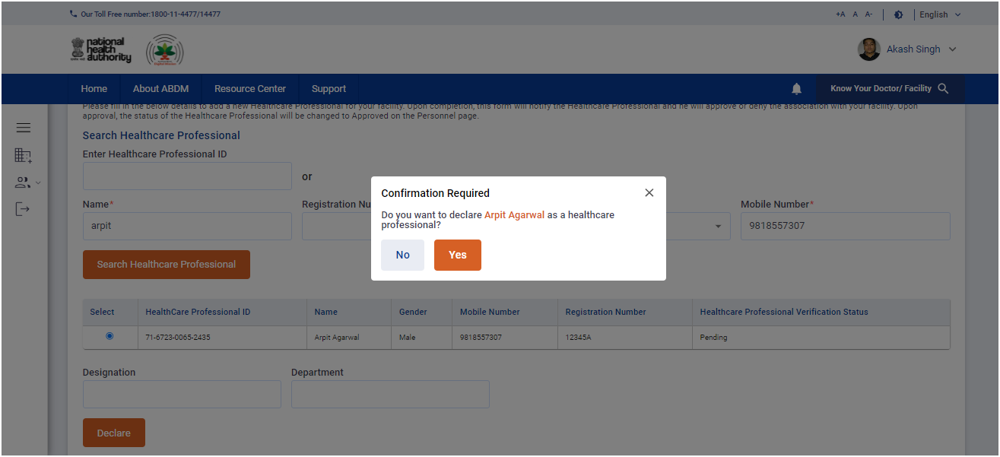 Our Toll Free number:1800-11-4477/14477
+A A A- English
national
health
authority
Akash Singh
Home About ABDM Resource Center Support Know Your Doctor/ Facility
Please fill in the below details to add a new Healthcare Professional for your facility. Upon completion, this form will notify the Healthcare Professional and he will approve or deny the association with your facility. Upon
approval, the status of the Healthcare Professional will be changed to Approved on the Personnel page.
Search Healthcare Professional
Enter Healthcare Professional ID
or
Confirmation Required
Do you want to declare Arpit Agarwal as a healthcare
professional?
No Yes
Name* Registration Mobile Number*
arpit 9818557307
Search Healthcare Professional
Select HealthCare Professional ID Name Gender Mobile Number Registration Number Healthcare Professional Verification Status
71-6723-0065-2435 Arpit Agarwal Male 9818557307 12345A Pending
Designation Department
Declare